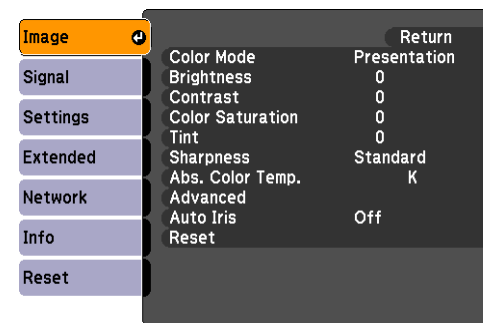 Image
Signal
Settings
Extended
Network
Info
Reset
Return
Color Mode Presentation
Brightness 0
Contrast 0
Color Saturation 0
Tint 0
Sharpness Standard
Abs. Color Temp. K
Advanced
Auto Iris Off
Reset